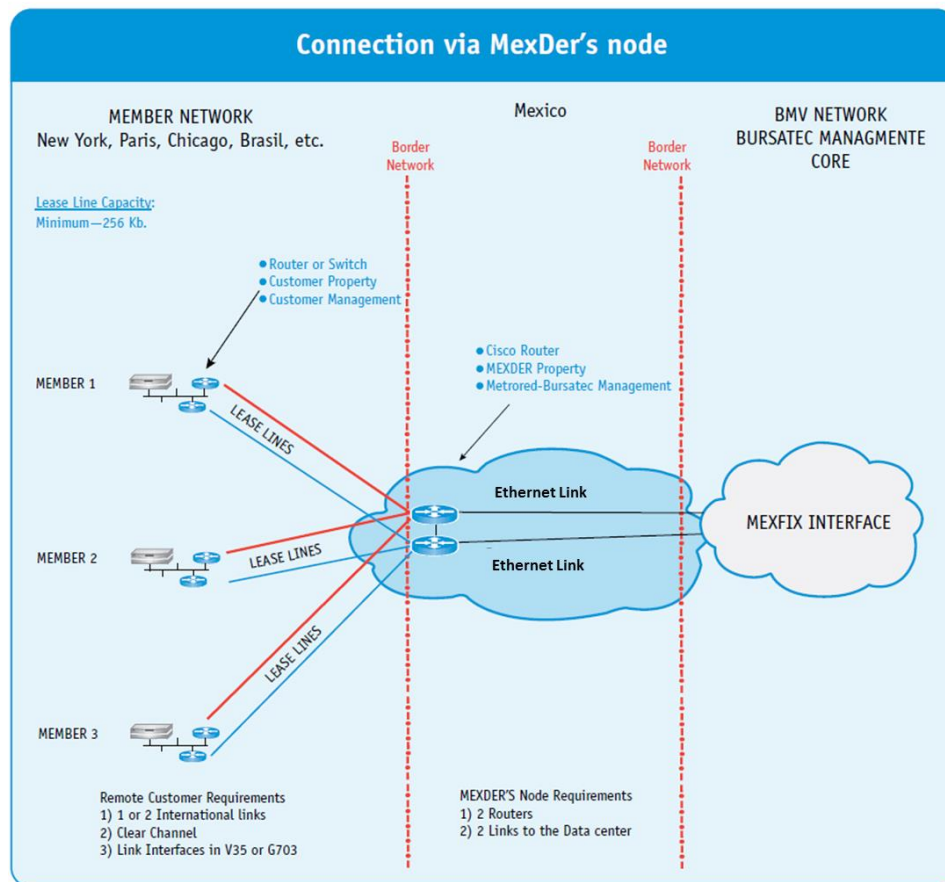 Connection via MexDer's node
MEMBER NETWORK
New York, Paris, Chicago, Brasil, etc.
Mexico
BMV NETWORK
BURSATEC MANAGMENTE
CORE
Border
Network
Border
Network
Lease Line Capacity:
Minimum—256 Kb.
● Router or Switch
● Customer Property
● Customer Management
● Cisco Router
● MEXDER Property
● Metrored-Bursatec Management
MEMBER 1
LEASE LINES
Ethernet Link
MEXFIX INTERFACE
MEMBER 2
LEASE LINES
Ethernet Link
LEASE LINES
MEMBER 3
Remote Customer Requirements
1) 1 or 2 International links
2) Clear Channel
3) Link Interfaces in V35 or G703
MEXDER'S Node Requirements
1) 2 Routers
2) 2 Links to the Data center